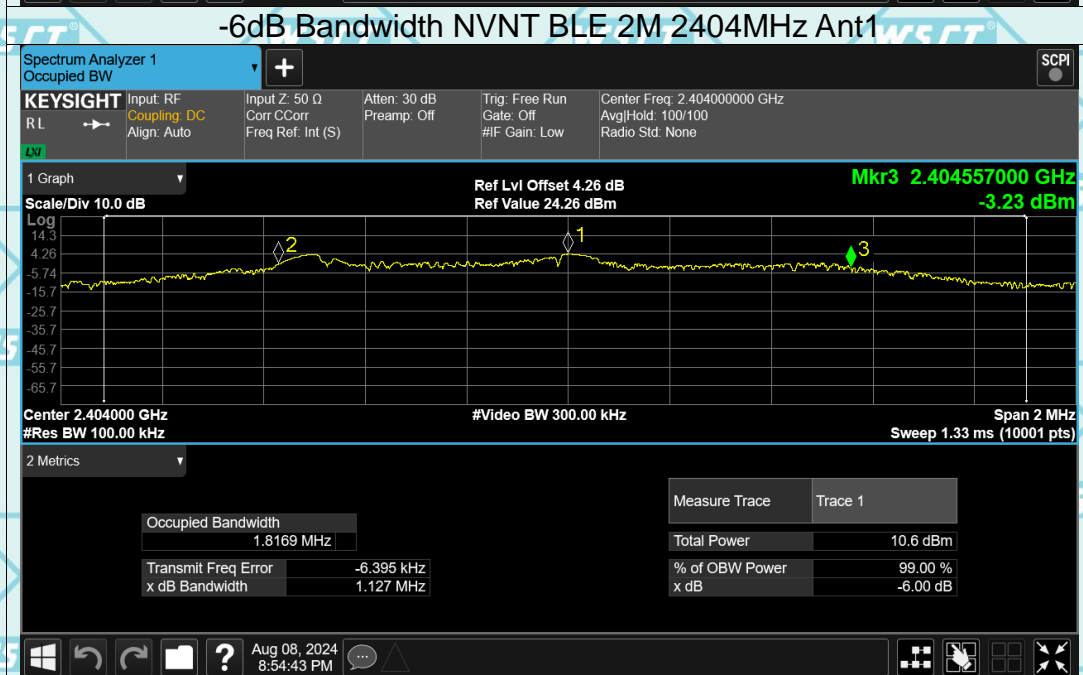 -6dB Bandwidth NVNT BLE 2M 2404MHz Ant1
Spectrum Analyzer 1
Occupied BW
+
SCPI
KEYSIGHT
RL
LXI
Input: RF
Coupling: DC
Align: Auto
Input Z: 50 Ω
Corr CCorr
Freq Ref: Int (S)
Atten: 30 dB
Preamp: Off
Trig: Free Run
Gate: Off
#IF Gain: Low
Center Freq: 2.404000000 GHz
Avg|Hold: 100/100
Radio Std: None
1 Graph
Scale/Div 10.0 dB
Ref Lvl Offset 4.26 dB
Ref Value 24.26 dBm
Mkr3 2.404557000 GHz
-3.23 dBm
Log
14.3
4.26
-5.74
-15.7
-25.7
-35.7
-45.7
-55.7
-65.7
2
1
3
Center 2.404000 GHz
#Res BW 100.00 kHz
#Video BW 300.00 kHz
Span 2 MHz
Sweep 1.33 ms (10001 pts)
2 Metrics
Occupied Bandwidth
1.8169 MHz
Transmit Freq Error -6.395 kHz
x dB Bandwidth 1.127 MHz
Measure Trace Trace 1
Total Power 10.6 dBm
% of OBW Power 99.00 %
x dB -6.00 dB
?
Aug 08, 2024
8:54:43 PM